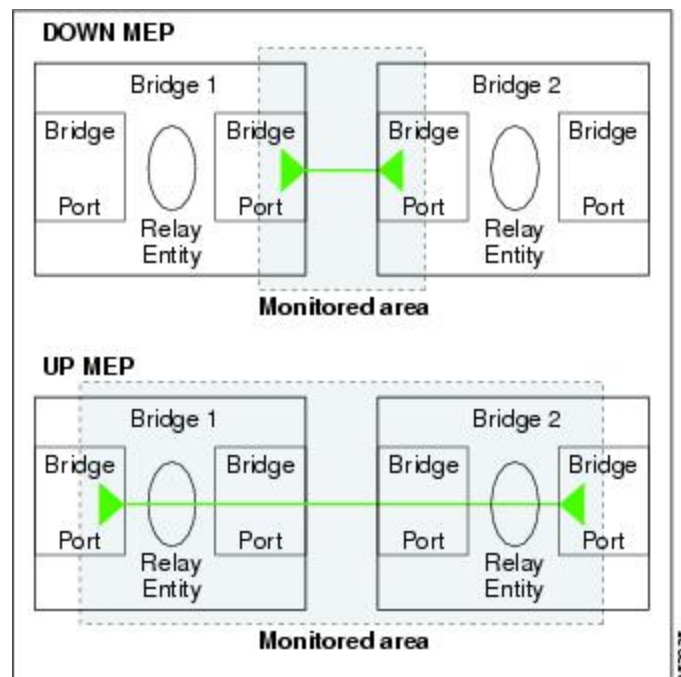 DOWN MEP
Bridge 1
Bridge 2
Bridge
Bridge
Bridge
Bridge
Port
Port
Port
Port
Relay
Entity
Relay
Entity
Monitored area
UP MEP
Bridge 1
Bridge 2
Bridge
Bridge
Bridge
Bridge
Port
Port
Port
Port
Relay
Entity
Relay
Entity
Monitored area